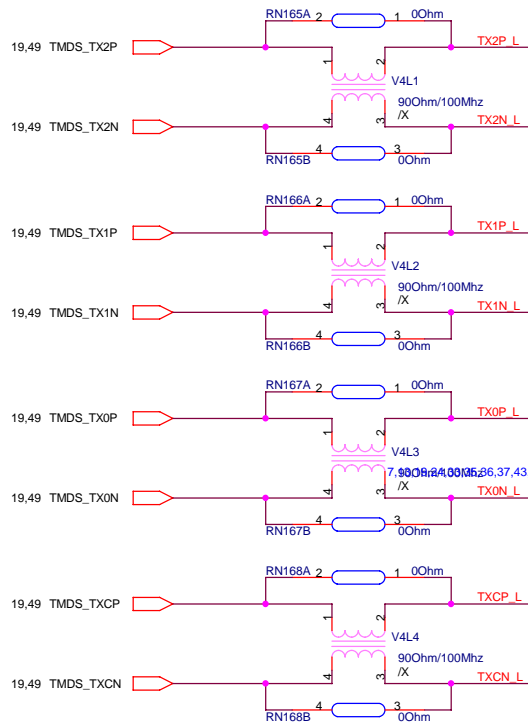 RN165A 2 1 0Ohm
19,49 TMDS_TX2P TX2P_L
1 2
V4L1
90Ohm/100Mhz
4 3 /X
19,49 TMDS_TX2N TX2N_L
4 3
RN165B 0Ohm
RN166A 2 1 0Ohm
19,49 TMDS_TX1P TX1P_L
1 2
V4L2
90Ohm/100Mhz
4 3 /X
19,49 TMDS_TX1N TX1N_L
4 3
RN166B 0Ohm
RN167A 2 1 0Ohm
19,49 TMDS_TX0P TX0P_L
1 2
V4L3
4 3 /X
19,49 TMDS_TX0N TX0N_L
4 3
RN167B 0Ohm
RN168A 2 1 0Ohm
19,49 TMDS_TXCP TXCP_L
1 2
V4L4
90Ohm/100Mhz
4 3 /X
19,49 TMDS_TXCN TXCN_L
4 3
RN168B 0Ohm